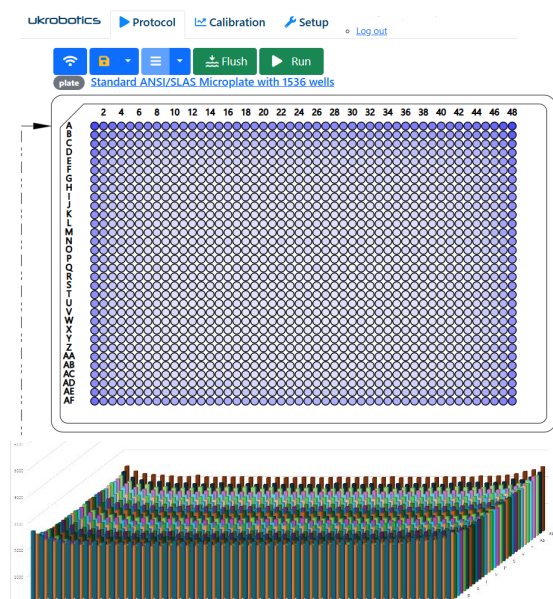 ukrobotics Protocol Calibration Setup
Log out
Flush Run
plate Standard ANSI/SLAS Microplate with 1536 wells
2 4 6 8 10 12 14 16 18 20 22 24 26 28 30 32 34 36 38 40 42 44 46 48
A
B
C
D
E
F
G
H
I
J
K
L
M
N
O
P
Q
R
S
T
U
V
W
X
Y
Z
AA
AB
AC
AD
AE
AF